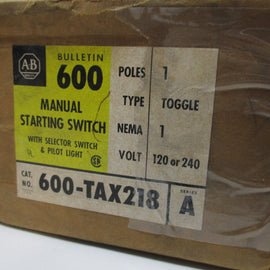 AB
BULLETIN
600
MANUAL
STARTING SWITCH
WITH SELECTOR SWITCH
& PILOT LIGHT
POLES 1
TYPE TOGGLE
NEMA 1
VOLT 120 or 240
CAT. NO. 600-TAX218
SERIES A